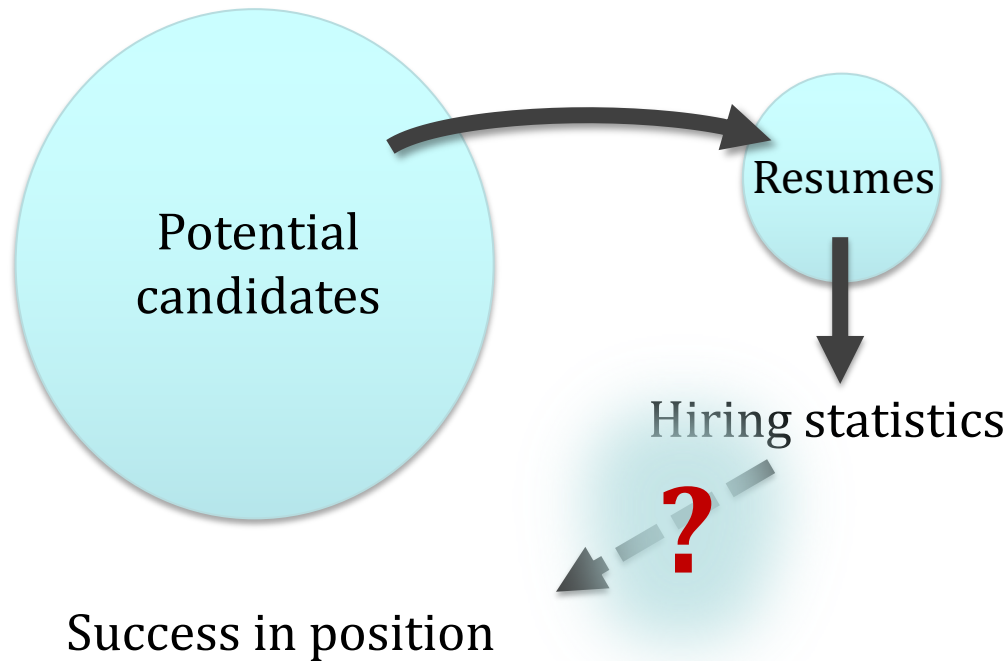 Potential
candidates
Resumes
Hiring statistics
?
Success in position